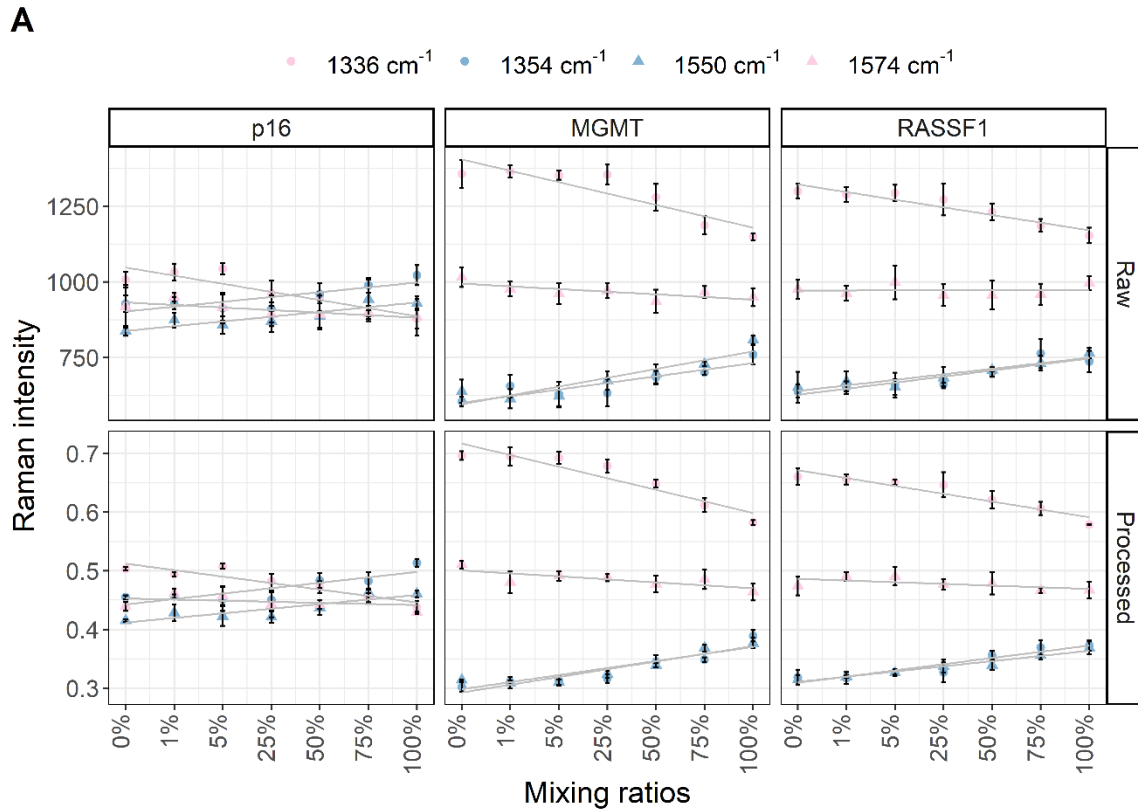 A
1336 cm⁻¹ 1354 cm⁻¹ 1550 cm⁻¹ 1574 cm⁻¹
p16 MGMT RASSF1
Raman intensity
1250
1000
750
Raw
0.7
0.6
0.5
0.4
0.3
Processed
0% 1% 5% 25% 50% 75% 100% 0% 1% 5% 25% 50% 75% 100% 0% 1% 5% 25% 50% 75% 100%
Mixing ratios